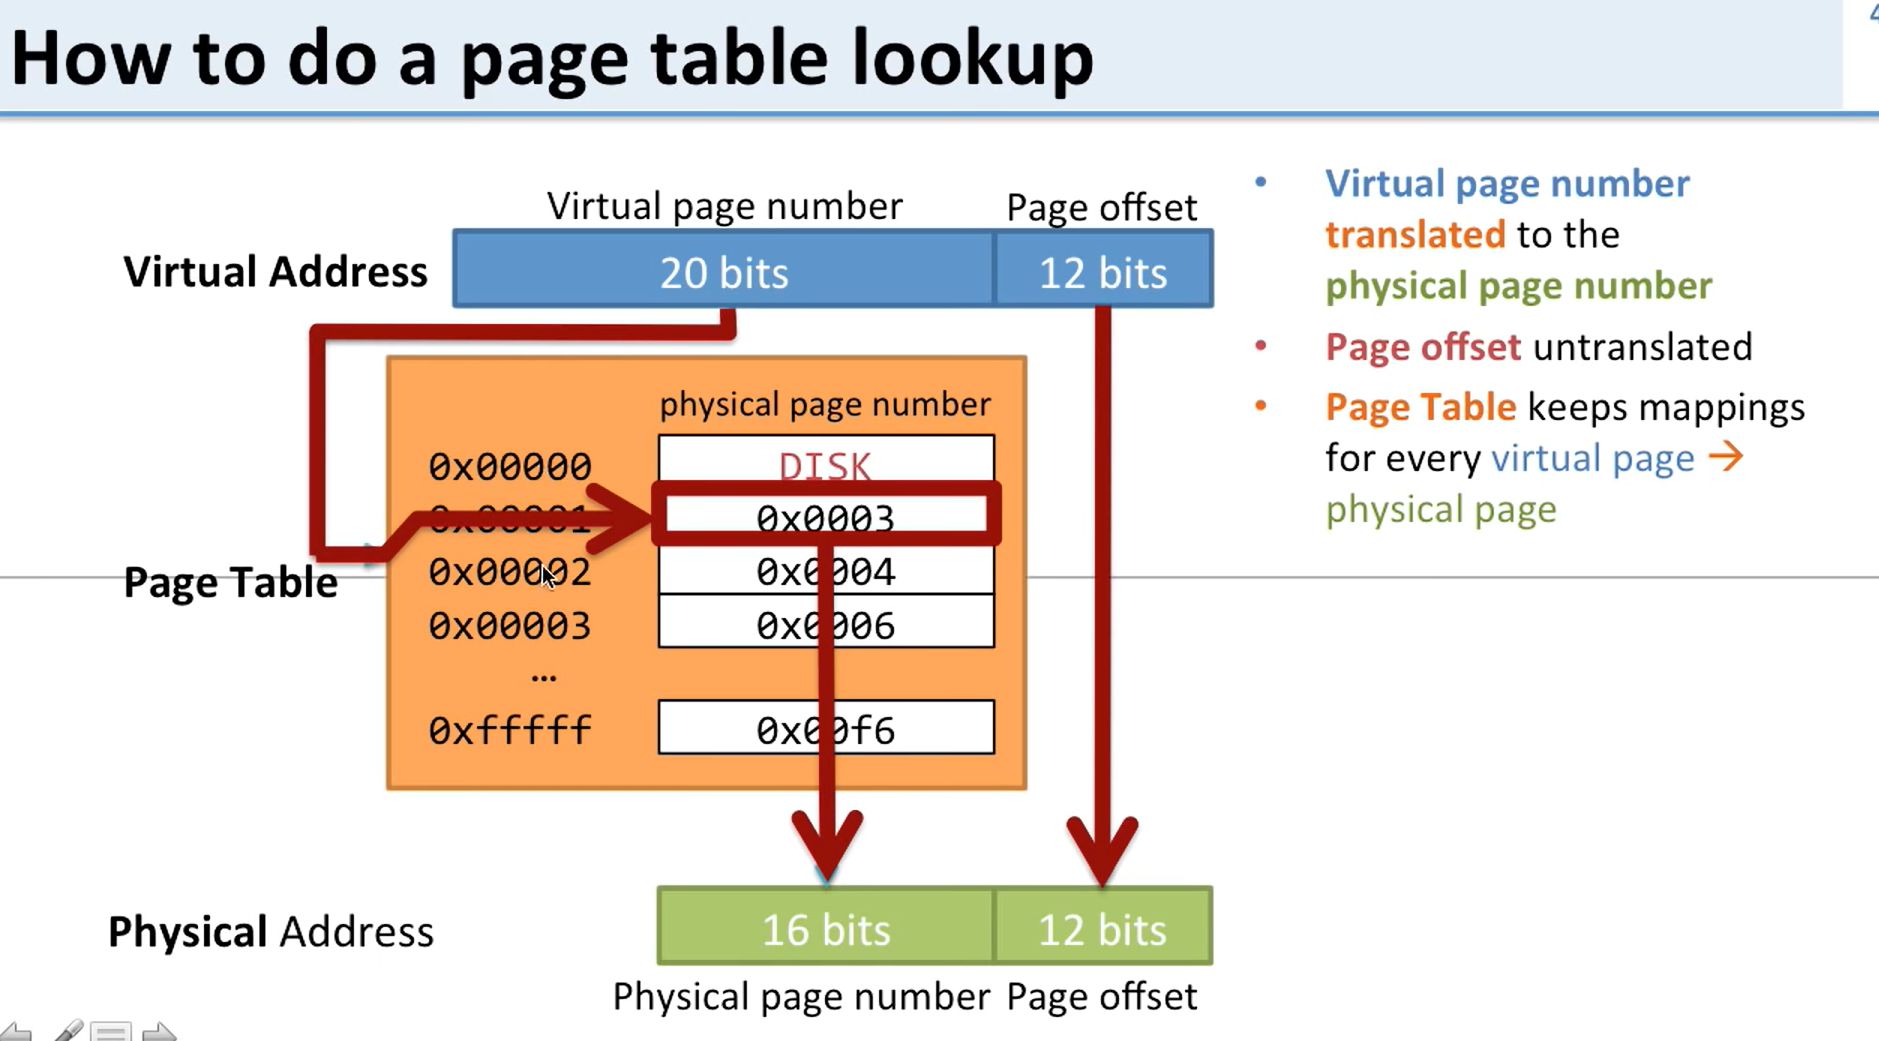 How to do a page table lookup
4
Virtual page number
Page offset
Virtual Address
20 bits
12 bits
physical page number
0x00000
DISK
0x00001
0x0003
0x00002
0x0004
Page Table
0x00003
0x0006
…
0xfffff
0x00f6
Physical Address
16 bits
12 bits
Physical page number
Page offset
• Virtual page number
translated to the
physical page number
• Page offset untranslated
• Page Table keeps mappings
for every virtual page →
physical page